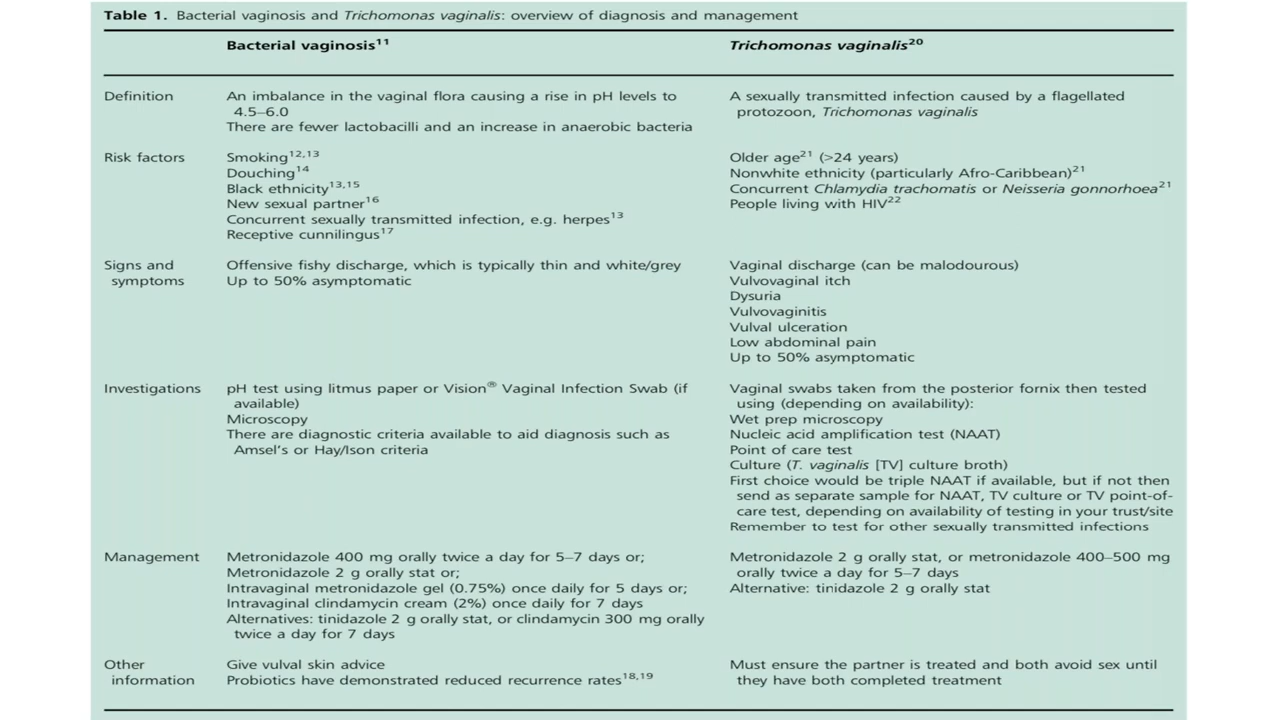 Table 1. Bacterial vaginosis and Trichomonas vaginalis: overview of diagnosis and management
Bacterial vaginosis11
Trichomonas vaginalis20
Definition
An imbalance in the vaginal flora causing a rise in pH levels to
4.5–6.0
There are fewer lactobacilli and an increase in anaerobic bacteria
A sexually transmitted infection caused by a flagellated
protozoon, Trichomonas vaginalis
Risk factors
Smoking12,13
Douching14
Black ethnicity13,15
New sexual partner16
Concurrent sexually transmitted infection, e.g. herpes13
Receptive cunnilingus17
Older age21 (>24 years)
Nonwhite ethnicity (particularly Afro-Caribbean)21
Concurrent Chlamydia trachomatis or Neisseria gonnorhoea21
People living with HIV22
Signs and
symptoms
Offensive fishy discharge, which is typically thin and white/grey
Up to 50% asymptomatic
Vaginal discharge (can be malodourous)
Vulvovaginal itch
Dysuria
Vulvovaginitis
Vulval ulceration
Low abdominal pain
Up to 50% asymptomatic
Investigations
pH test using litmus paper or Vision® Vaginal Infection Swab (if
available)
Microscopy
There are diagnostic criteria available to aid diagnosis such as
Amsel's or Hay/Ison criteria
Vaginal swabs taken from the posterior fornix then tested
using (depending on availability):
Wet prep microscopy
Nucleic acid amplification test (NAAT)
Point of care test
Culture (T. vaginalis [TV] culture broth)
First choice would be triple NAAT if available, but if not then
send as separate sample for NAAT, TV culture or TV point-of-
care test, depending on availability of testing in your trust/site
Remember to test for other sexually transmitted infections
Management
Metronidazole 400 mg orally twice a day for 5–7 days or;
Metronidazole 2 g orally stat or;
Intravaginal metronidazole gel (0.75%) once daily for 5 days or;
Intravaginal clindamycin cream (2%) once daily for 7 days
Alternatives: tinidazole 2 g orally stat, or clindamycin 300 mg orally
twice a day for 7 days
Metronidazole 2 g orally stat, or metronidazole 400–500 mg
orally twice a day for 5–7 days
Alternative: tinidazole 2 g orally stat
Other
information
Give vulval skin advice
Probiotics have demonstrated reduced recurrence rates18,19
Must ensure the partner is treated and both avoid sex until
they have both completed treatment